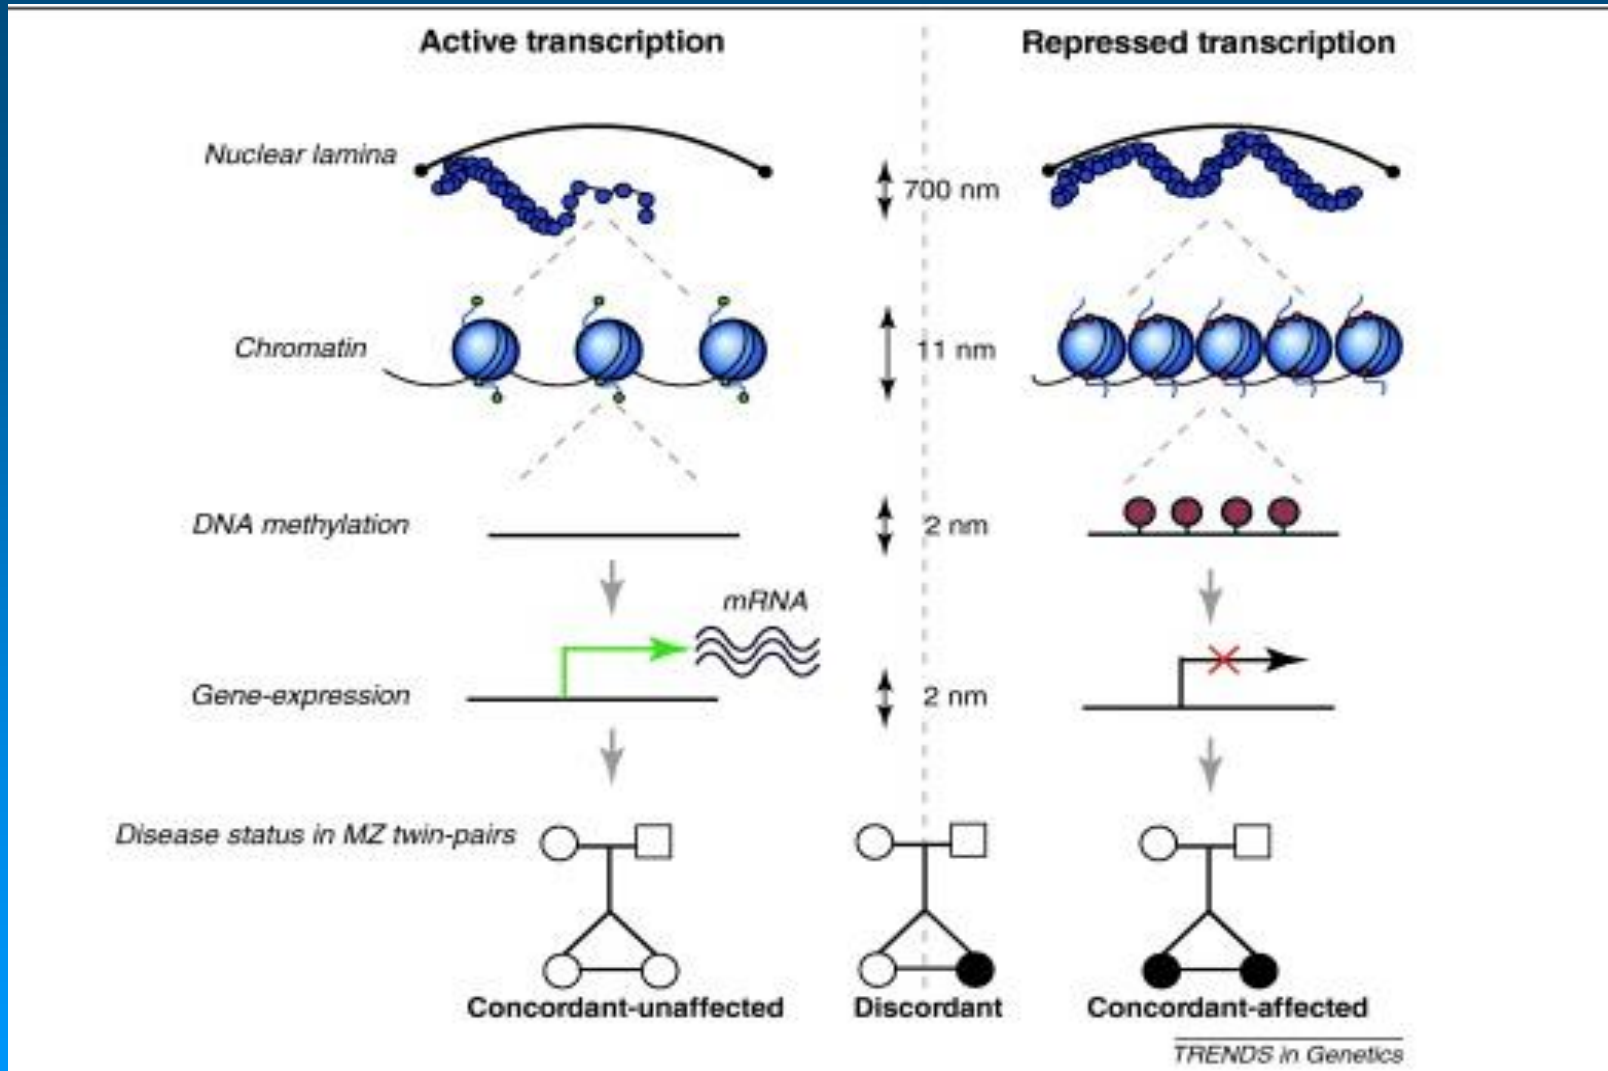 Active transcription
Repressed transcription
Nuclear lamina
700 nm
Chromatin
11 nm
DNA methylation
2 nm
mRNA
Gene-expression
2 nm
Disease status in MZ twin-pairs
Concordant-unaffected
Discordant
Concordant-affected
TRENDS in Genetics